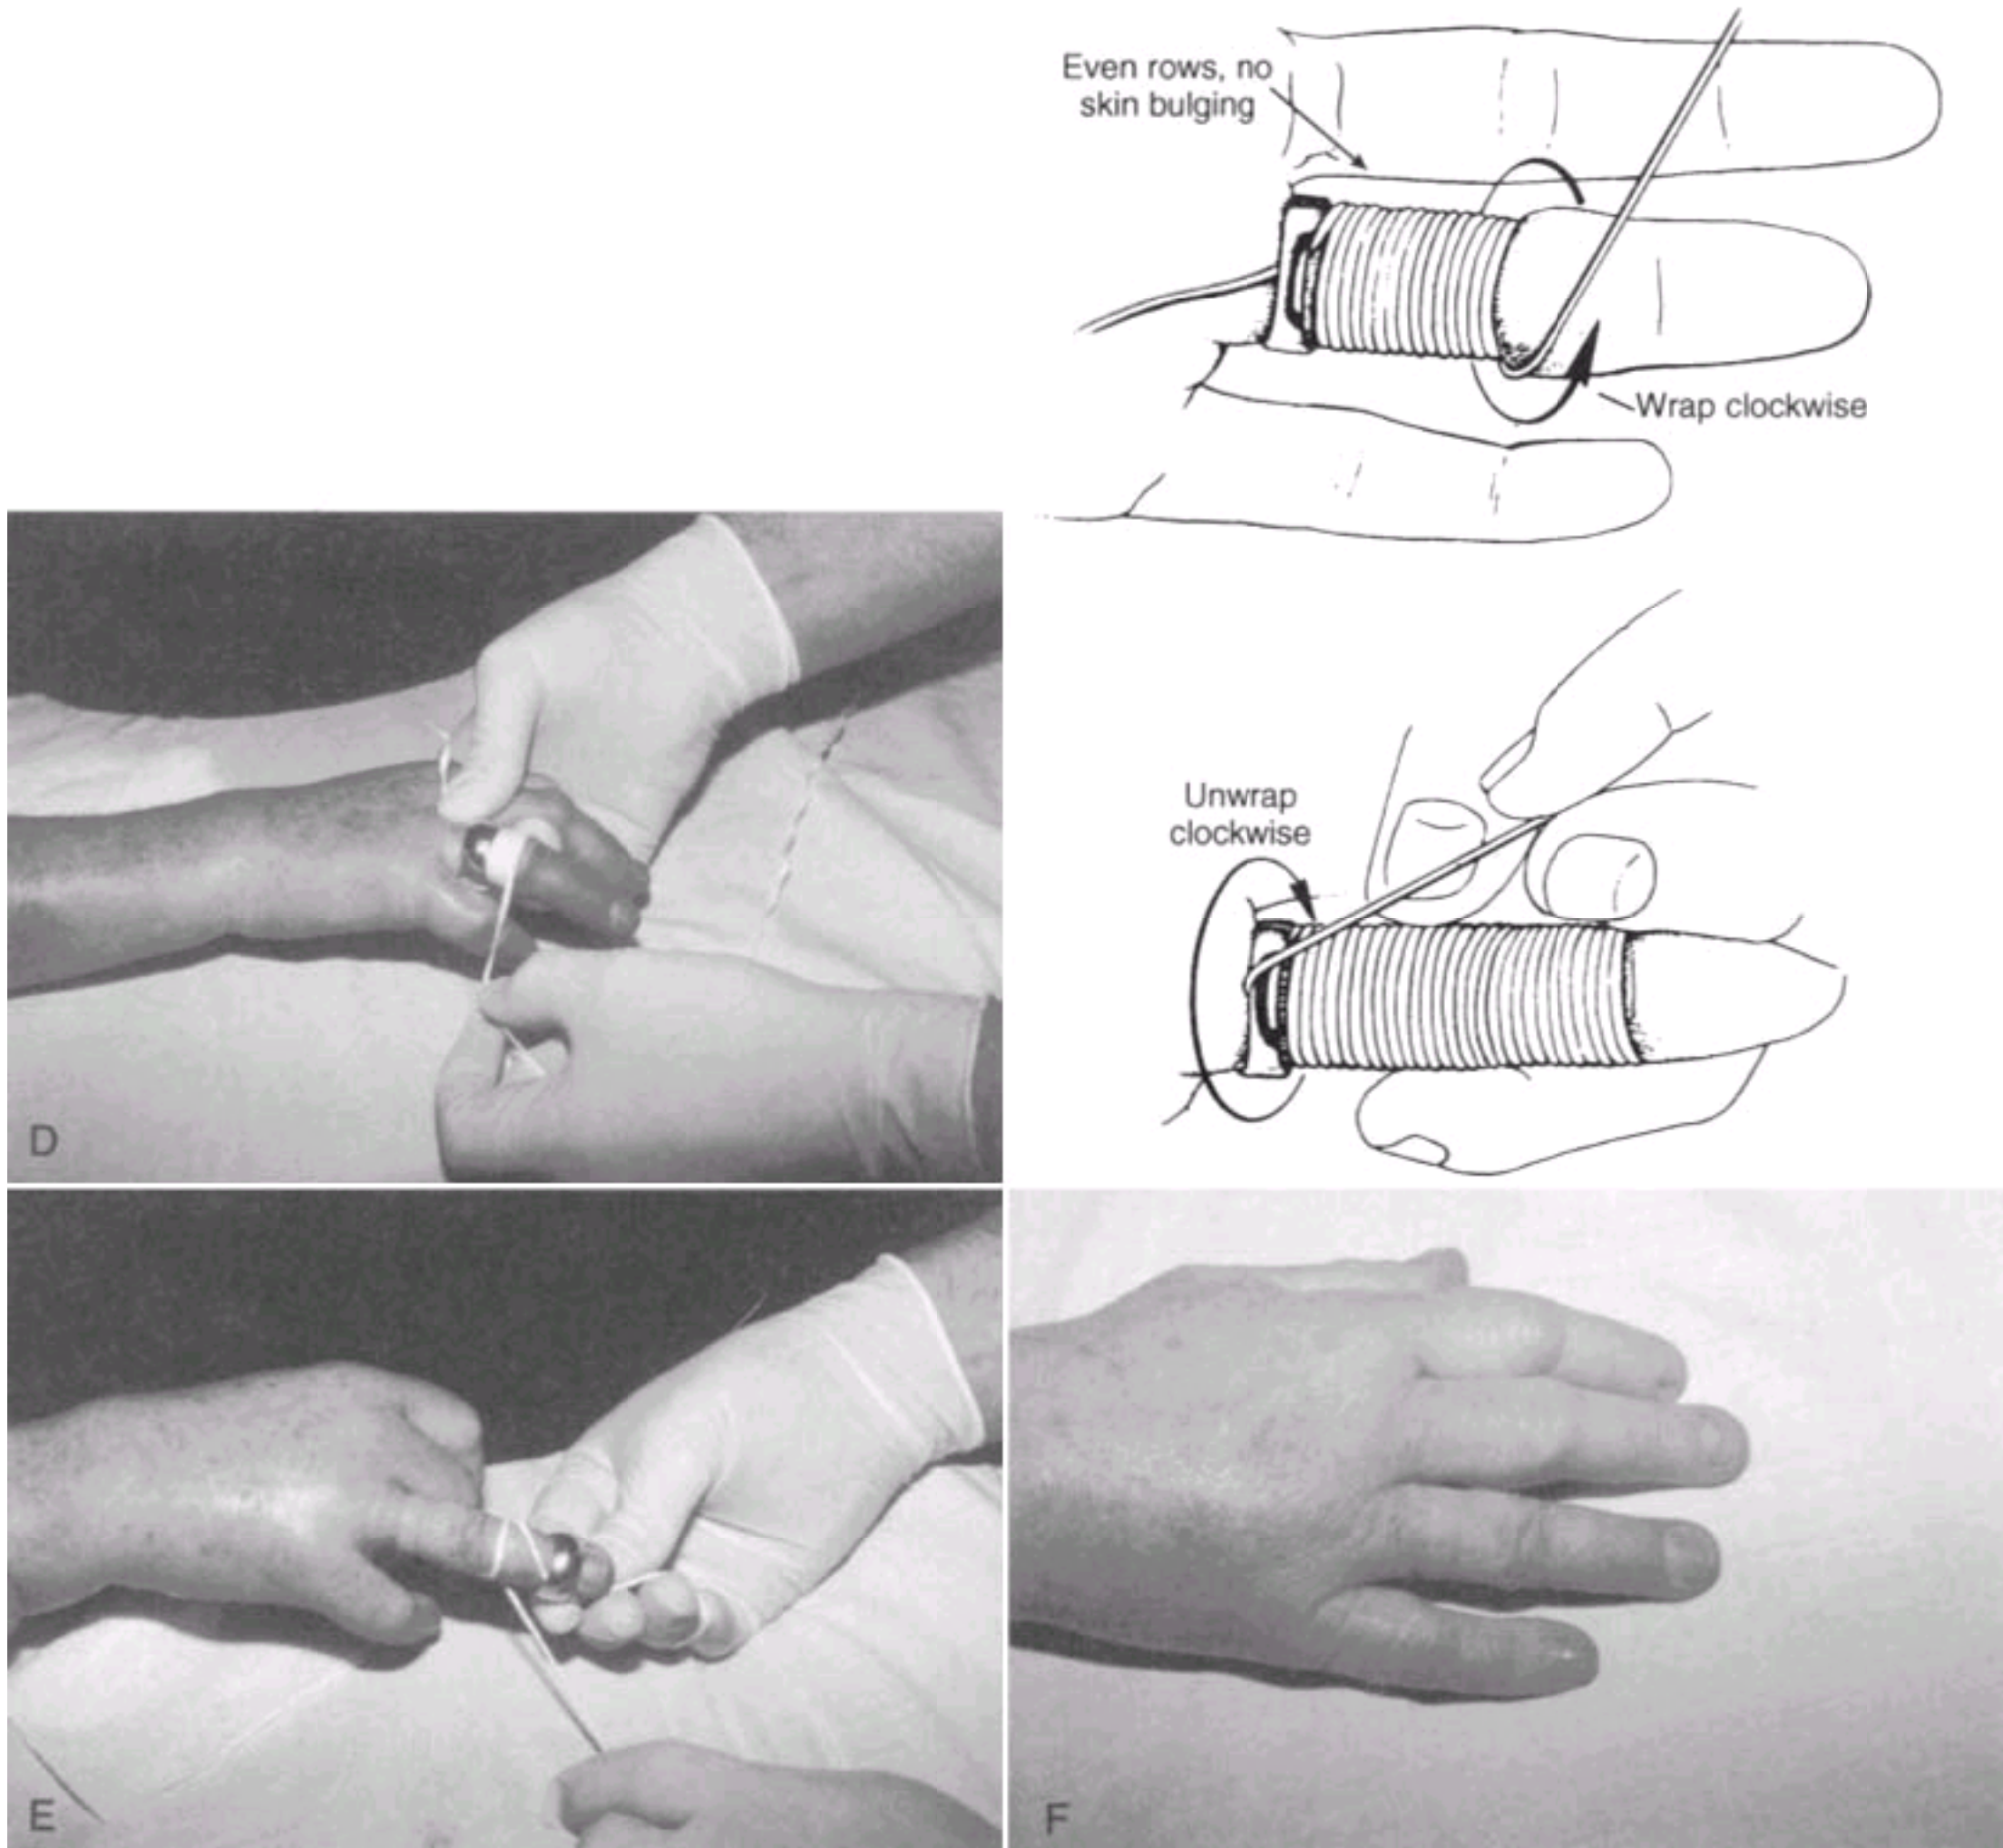 Even rows, no
skin bulging
Wrap clockwise
Unwrap
clockwise
D
E
F